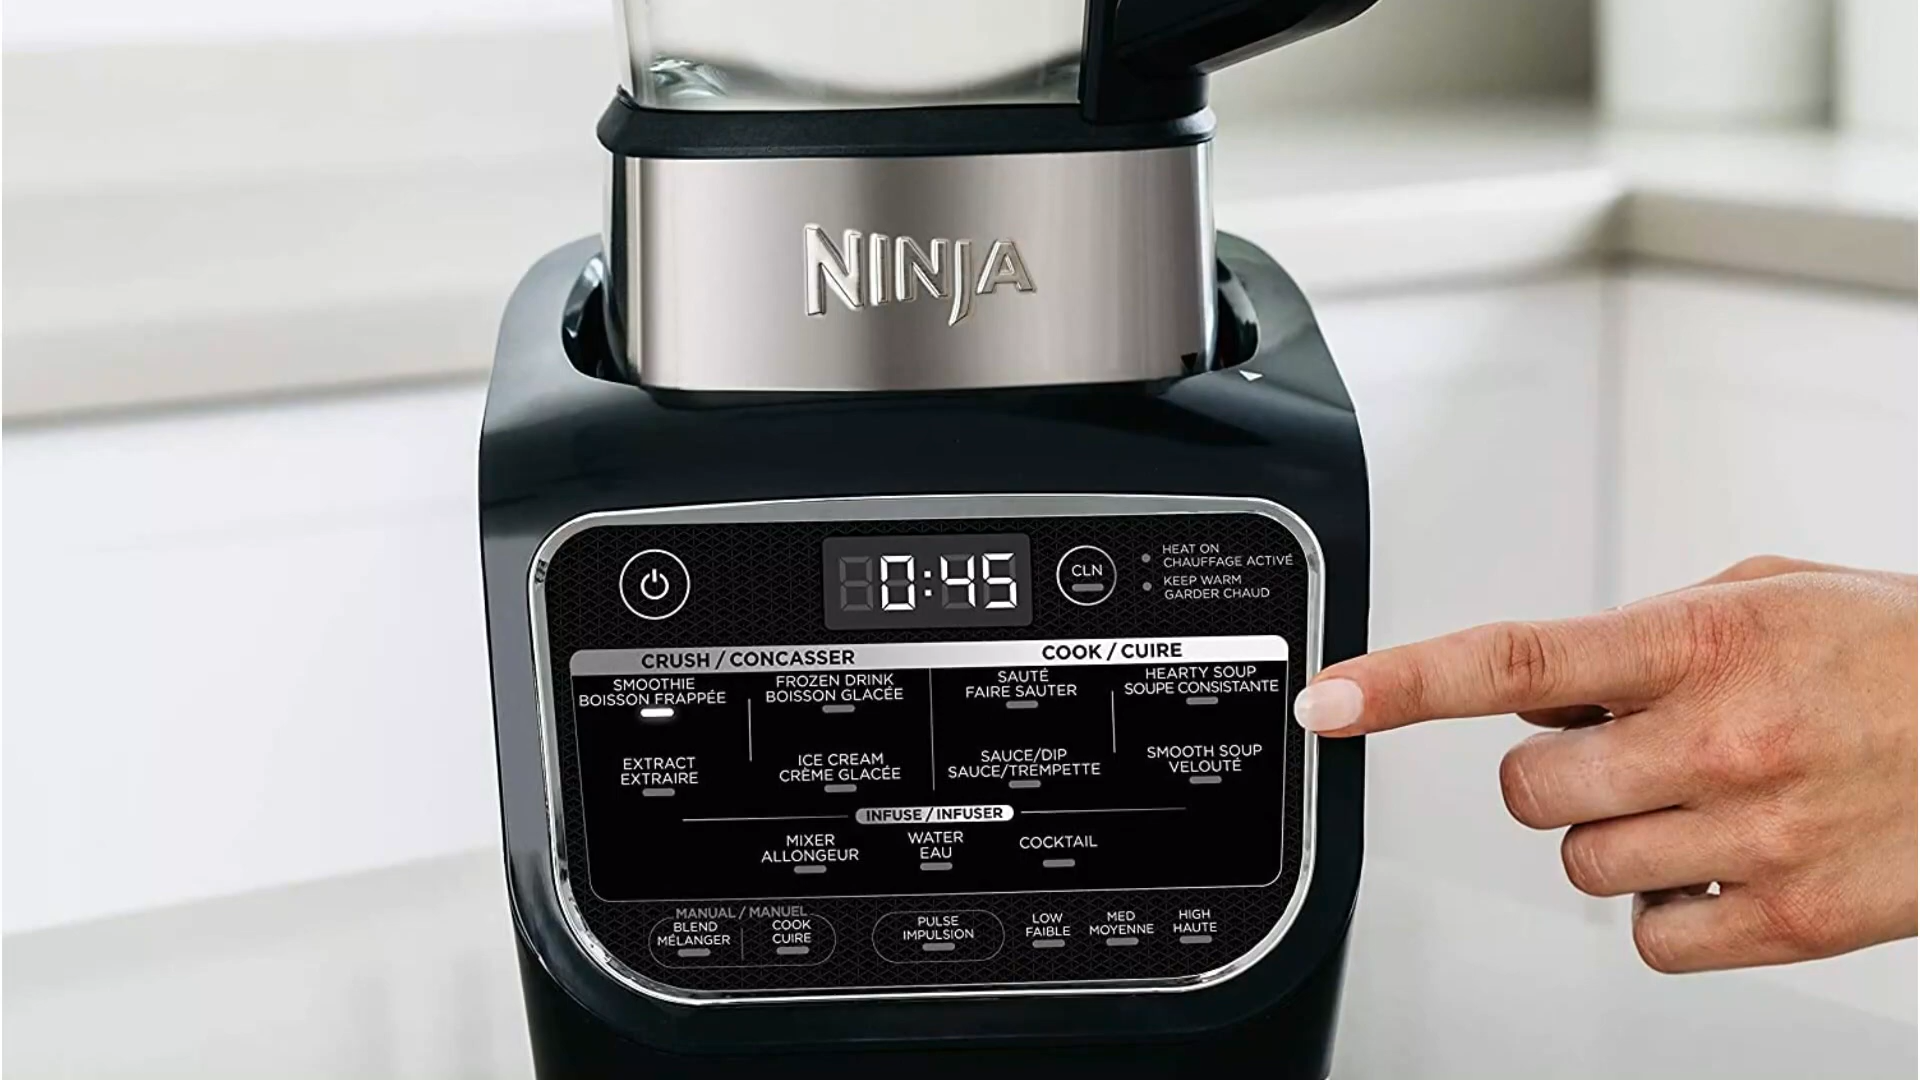 NINJA
0:45
CLN
HEAT ON
CHAUFFAGE ACTIVÉ
KEEP WARM
GARDER CHAUD
CRUSH / CONCASSER
COOK / CUIRE
SMOOTHIE
BOISSON FRAPPÉE
FROZEN DRINK
BOISSON GLACÉE
SAUTÉ
FAIRE SAUTER
HEARTY SOUP
SOUPE CONSISTANTE
EXTRACT
EXTRAIRE
ICE CREAM
CRÈME GLACÉE
SAUCE/DIP
SAUCE/TREMPETTE
SMOOTH SOUP
VELOUTÉ
INFUSE / INFUSER
MIXER
ALLONGEUR
WATER
EAU
COCKTAIL
MANUAL / MANUEL
BLEND
MÉLANGER
COOK
CUIRE
PULSE
IMPULSION
LOW
FAIBLE
MED
MOYENNE
HIGH
HAUTE